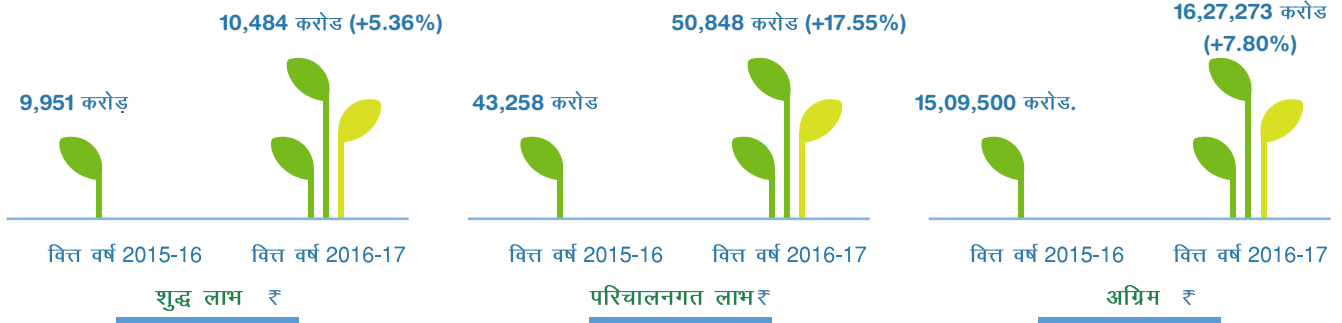 10,484 करोड (+5.36%)
9,951 करोड़
वित्त वर्ष 2015-16
वित्त वर्ष 2016-17
शुद्ध लाभ ₹
50,848 करोड (+17.55%)
43,258 करोड
वित्त वर्ष 2015-16
वित्त वर्ष 2016-17
परिचालनगत लाभ ₹
16,27,273 करोड
(+7.80%)
15,09,500 करोड.
वित्त वर्ष 2015-16
वित्त वर्ष 2016-17
अग्रिम ₹